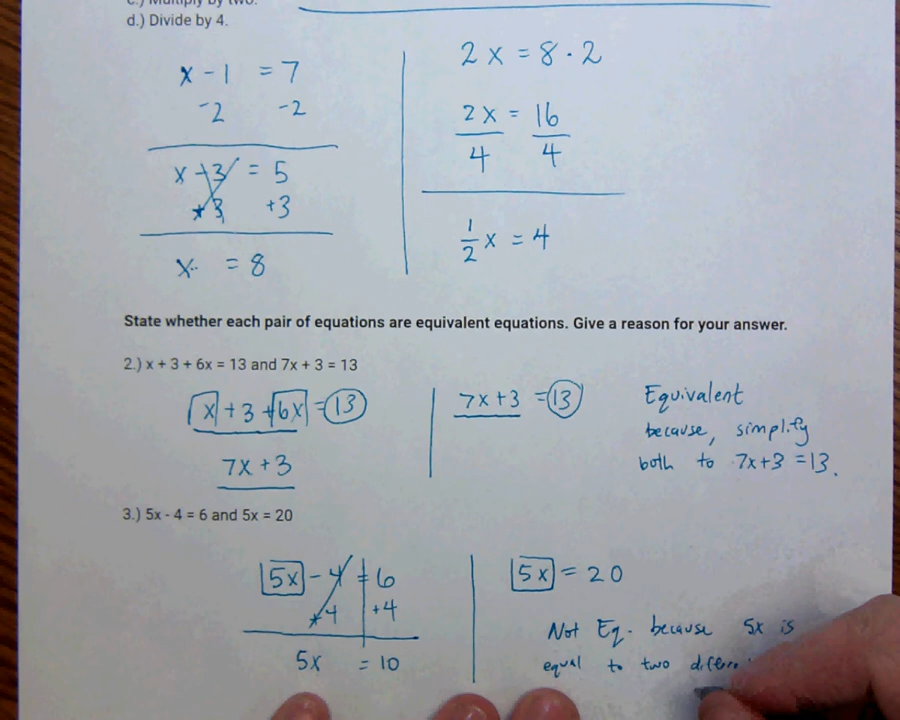 c.) Multiply by two.
d.) Divide by 4.
x - 1 = 7
-2 -2
x - 3 = 5
+ 3 +3
x = 8
2x = 8 · 2
2x = 16
4 4
1/2 x = 4
State whether each pair of equations are equivalent equations. Give a reason for your answer.
2.) x + 3 + 6x = 13 and 7x + 3 = 13
x + 3 + 6x = 13
7x + 3
7x + 3 = 13
Equivalent
because, simplify
both to 7x+3 = 13.
3.) 5x - 4 = 6 and 5x = 20
5x - 4 = 6
+4 +4
5x = 10
5x = 20
Not Eq. because 5x is
equal to two